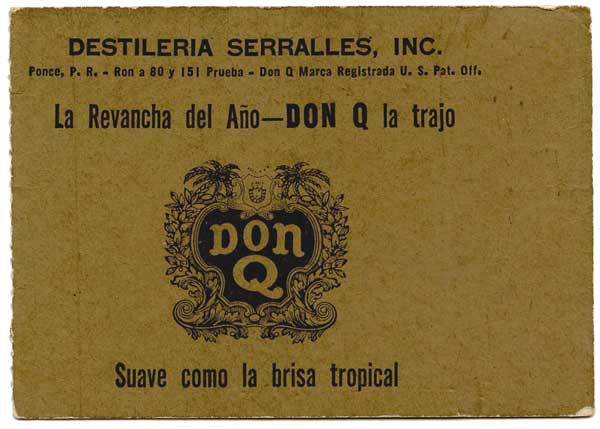 DESTILERIA SERRALLES, INC.
Ponce, P. R. - Ron a 80 y 151 Prueba - Don Q Marca Registrada U. S. Pat. Off.
La Revancha del Año—DON Q la trajo
DON
Q
Suave como la brisa tropical